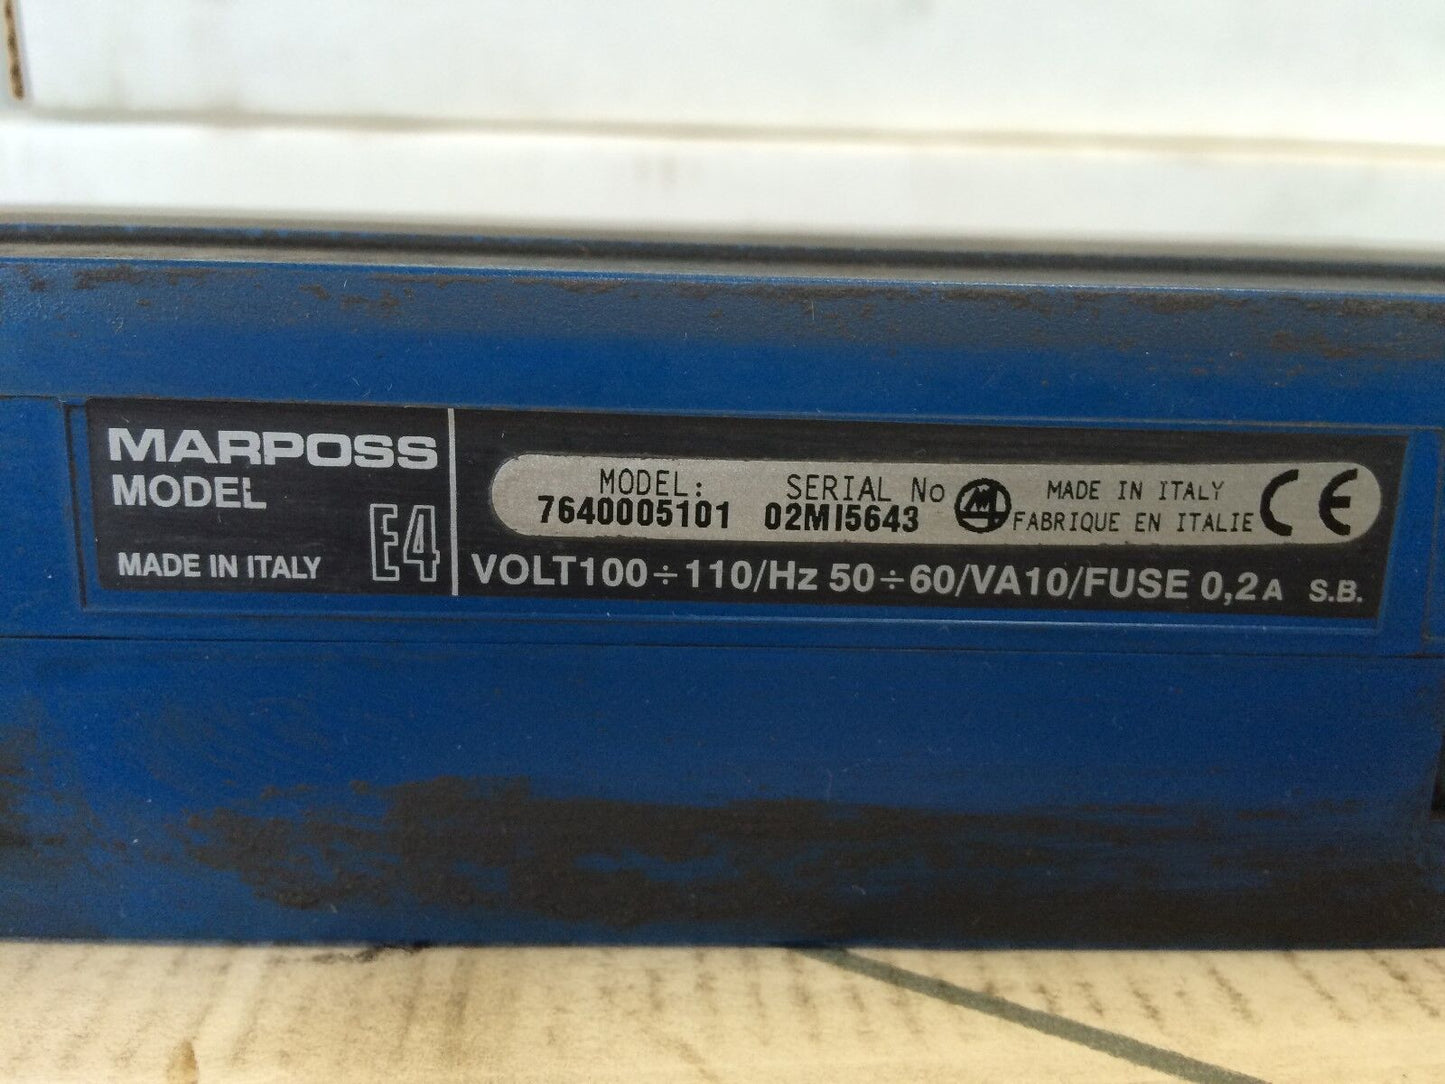 MARPOSS
MODEL
E4
MADE IN ITALY
MODEL: SERIAL No MADE IN ITALY
7640005101 02MI5643 FABRIQUE EN ITALIE CE
VOLT100÷110/Hz 50÷60/VA10/FUSE 0,2A S.B.